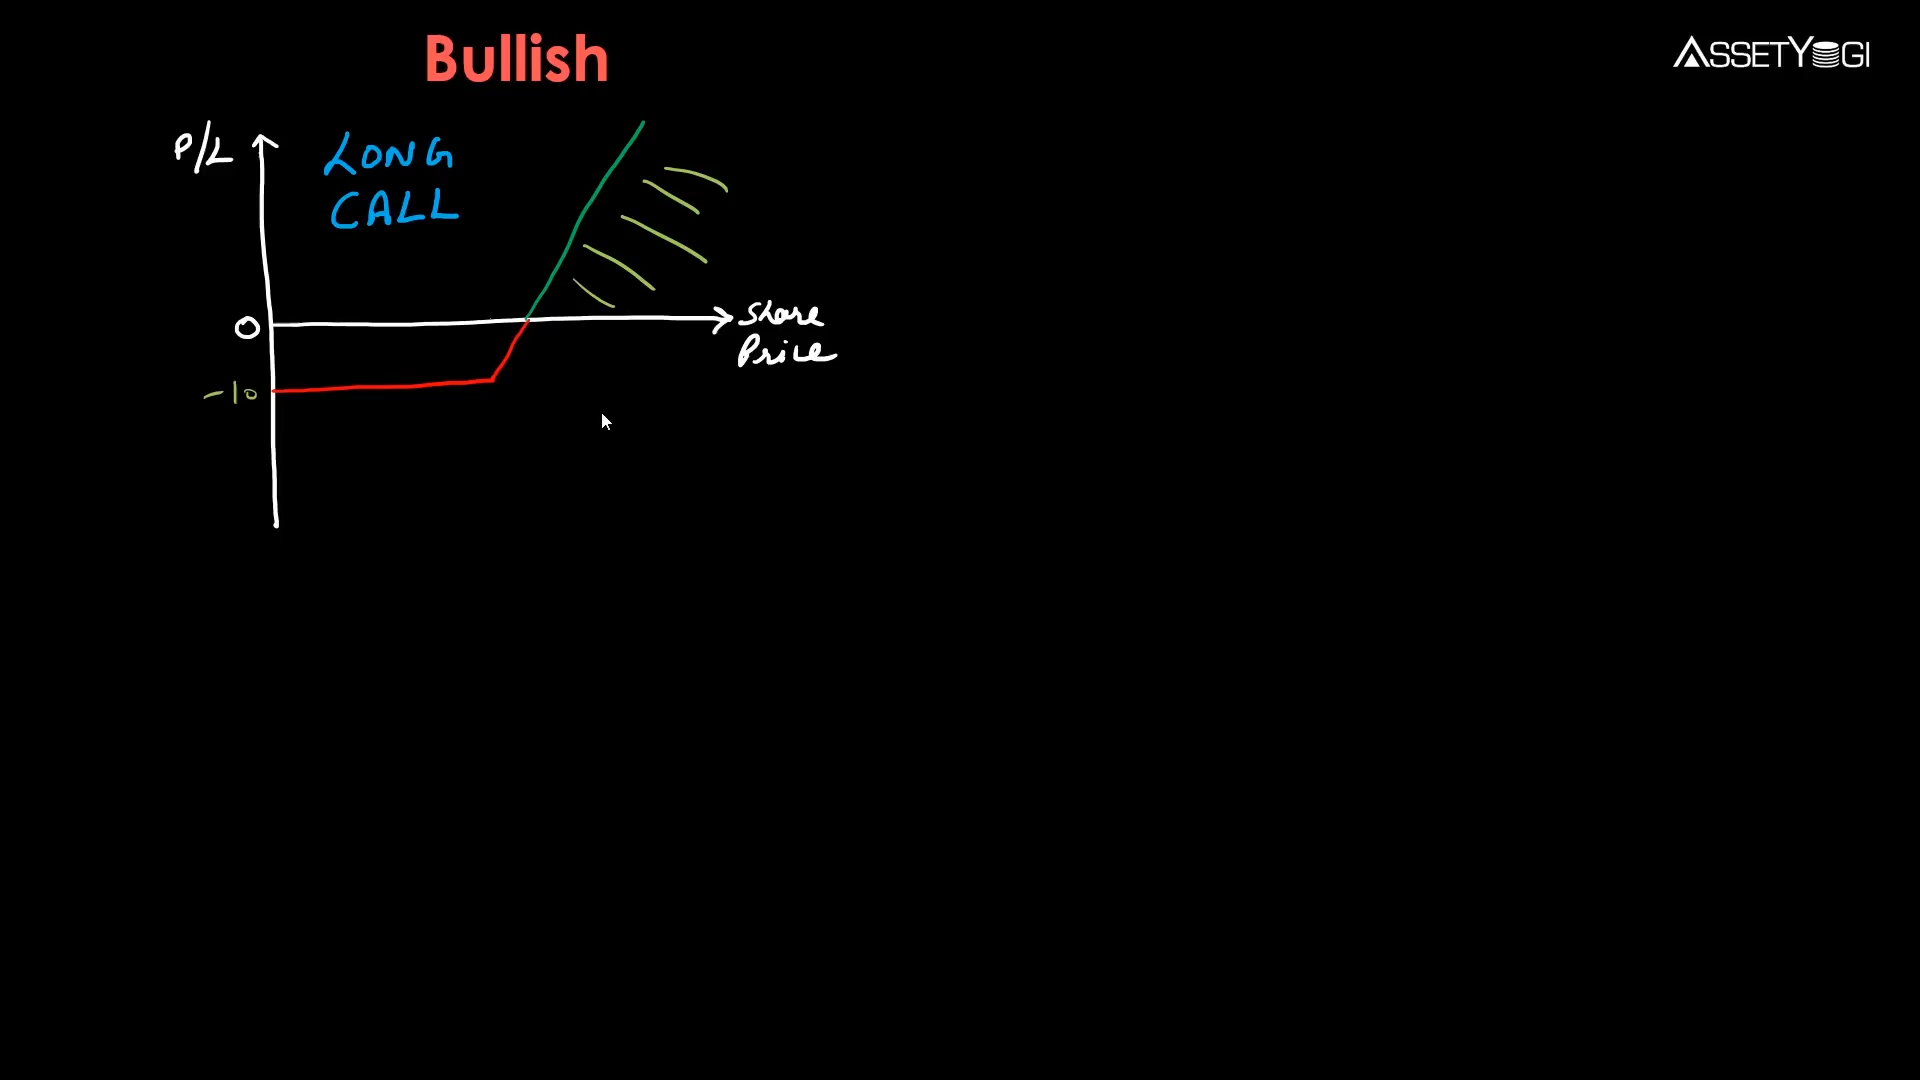 Bullish
ASSETYOGI
P/L
LONG
CALL
0
Share
Price
-10